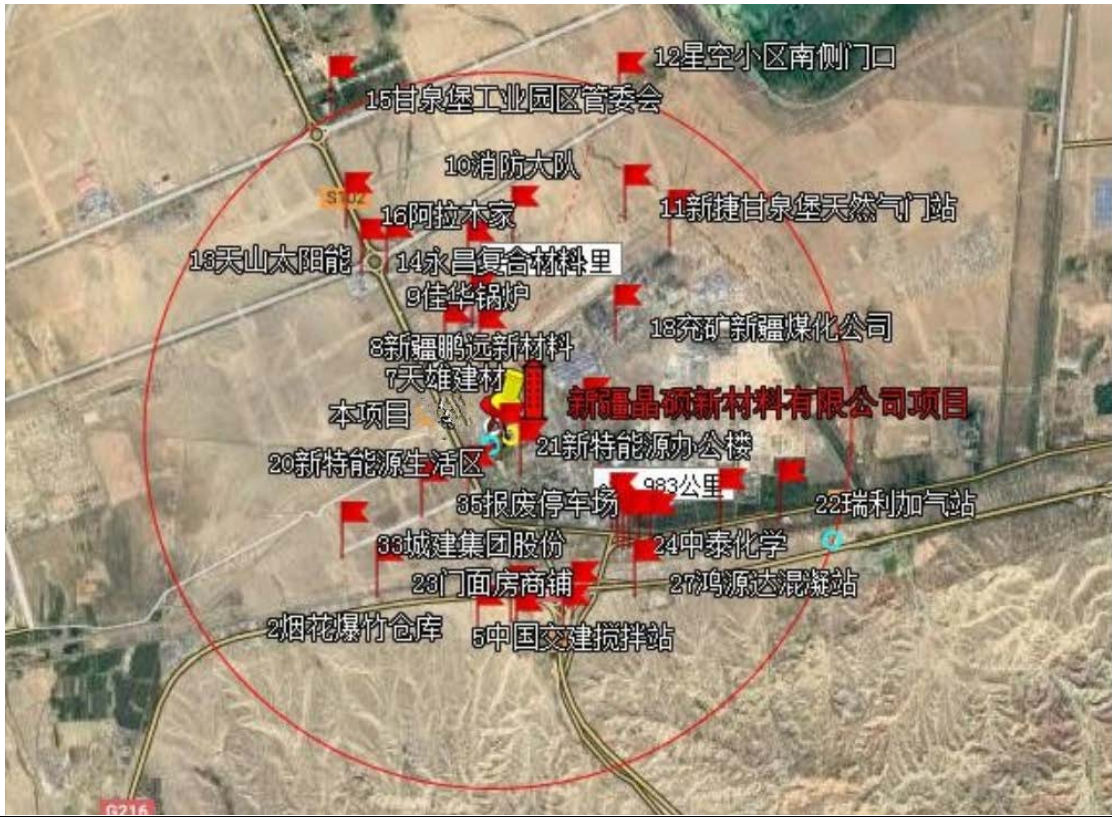 12星空小区南侧门口
15甘泉堡工业园区管委会
10消防大队
S102
11新捷甘泉堡天然气门站
16阿拉木家
13天山太阳能
14永昌复合材料
里
9佳华锅炉
18兖矿新疆煤化公司
8新疆鹏远新材料
7天雄建材
新疆晶硕新材料有限公司项目
本项目
21新特能源办公楼
20新特能源生活区
983公里
35报废停车场
22瑞利加气站
33城建集团股份
24中泰化学
23门面房商铺
27鸿源达混凝站
2烟花爆竹仓库
5中国交建搅拌站
G216